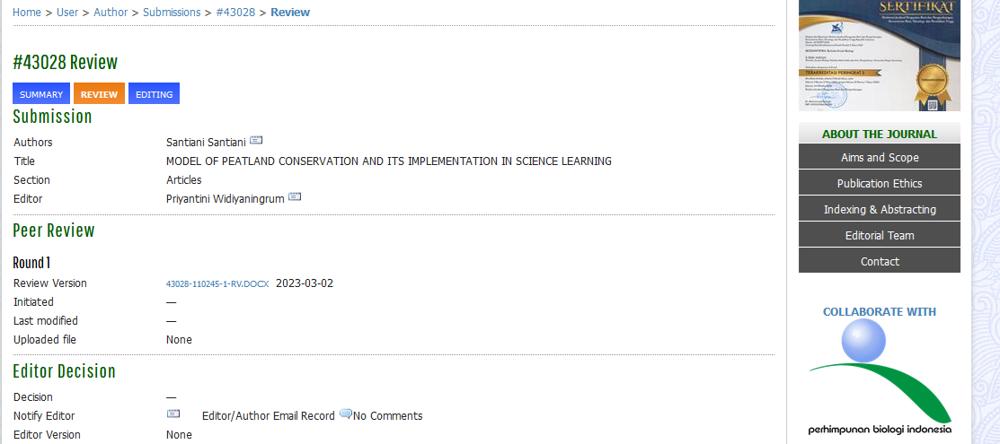 Home > User > Author > Submissions > #43028 > Review
#43028 Review
SUMMARY REVIEW EDITING
Submission
Authors Santiani Santiani
Title MODEL OF PEATLAND CONSERVATION AND ITS IMPLEMENTATION IN SCIENCE LEARNING
Section Articles
Editor Priyantini Widiyaningrum
Peer Review
Round 1
Review Version 43028-110245-1-RV.DOCX 2023-03-02
Initiated —
Last modified —
Uploaded file None
Editor Decision
Decision —
Notify Editor Editor/Author Email Record No Comments
Editor Version None
SERTIFIKAT
TERAKREDITASI PERINGKAT
ABOUT THE JOURNAL
Aims and Scope
Publication Ethics
Indexing & Abstracting
Editorial Team
Contact
COLLABORATE WITH
perhimpunan biologi indonesia